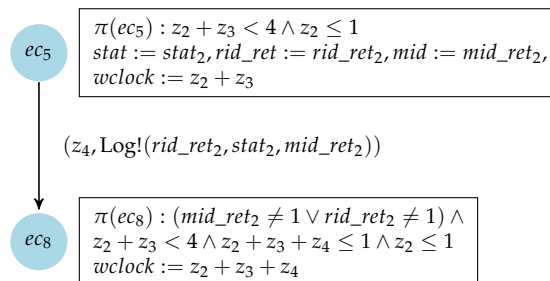 ec₅
π(ec₅) : z₂ + z₃ < 4 ∧ z₂ ≤ 1
stat := stat₂, rid_ret := rid_ret₂, mid := mid_ret₂,
wclock := z₂ + z₃
(z₄, Log!(rid_ret₂, stat₂, mid_ret₂))
ec₈
π(ec₈) : (mid_ret₂ ≠ 1 ∨ rid_ret₂ ≠ 1) ∧
z₂ + z₃ < 4 ∧ z₂ + z₃ + z₄ ≤ 1 ∧ z₂ ≤ 1
wclock := z₂ + z₃ + z₄